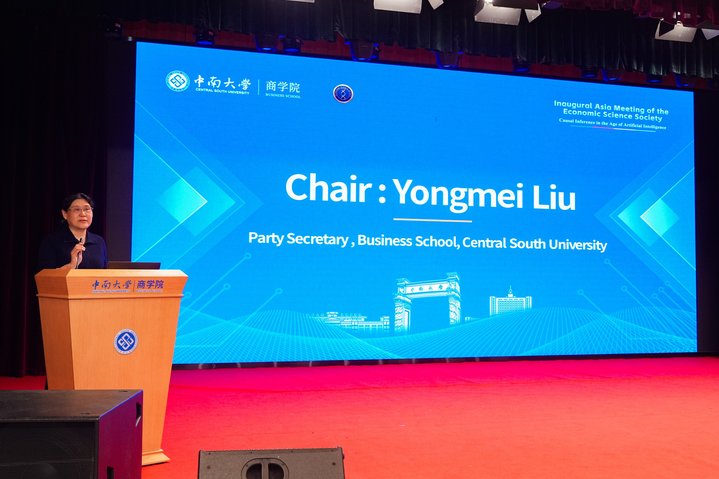 中南大学 商学院
CENTRAL SOUTH UNIVERSITY BUSINESS SCHOOL
Inaugural Asia Meeting of the
Economic Science Society
Causal Inference in the Age of Artificial Intelligence
Chair : Yongmei Liu
Party Secretary , Business School, Central South University
中南大学 商学院